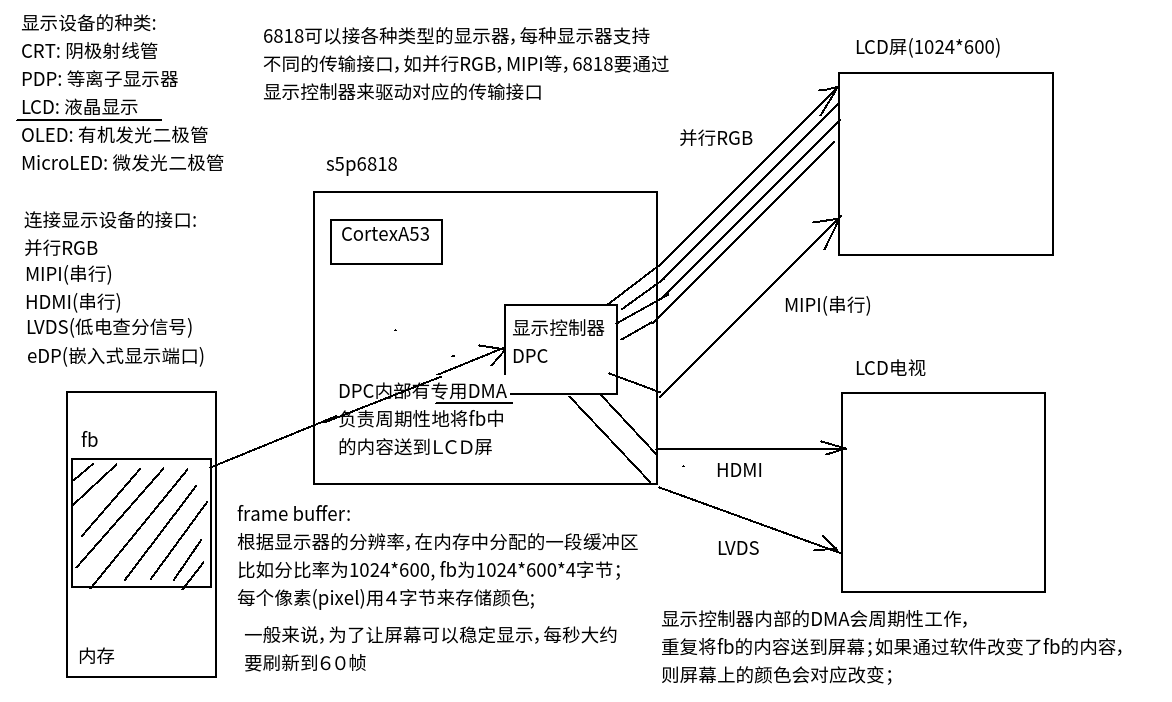 显示设备的种类:
CRT: 阴极射线管
PDP: 等离子显示器
LCD: 液晶显示
OLED: 有机发光二极管
MicroLED: 微发光二极管
6818可以接各种类型的显示器, 每种显示器支持
不同的传输接口, 如并行RGB, MIPI等, 6818要通过
显示控制器来驱动对应的传输接口
LCD屏(1024*600)
并行RGB
s5p6818
CortexA53
连接显示设备的接口:
并行RGB
MIPI(串行)
HDMI(串行)
LVDS(低电查分信号)
eDP(嵌入式显示端口)
显示控制器
DPC
MIPI(串行)
LCD电视
DPC内部有专用DMA
负责周期性地将fb中
的内容送到LCD屏
fb
HDMI
LVDS
frame buffer:
根据显示器的分辨率, 在内存中分配的一段缓冲区
比如分比率为1024*600, fb为1024*600*4字节;
每个像素(pixel)用4字节来存储颜色;
一般来说, 为了让屏幕可以稳定显示, 每秒大约
要刷新到60帧
内存
显示控制器内部的DMA会周期性工作,
重复将fb的内容送到屏幕;如果通过软件改变了fb的内容,
则屏幕上的颜色会对应改变;